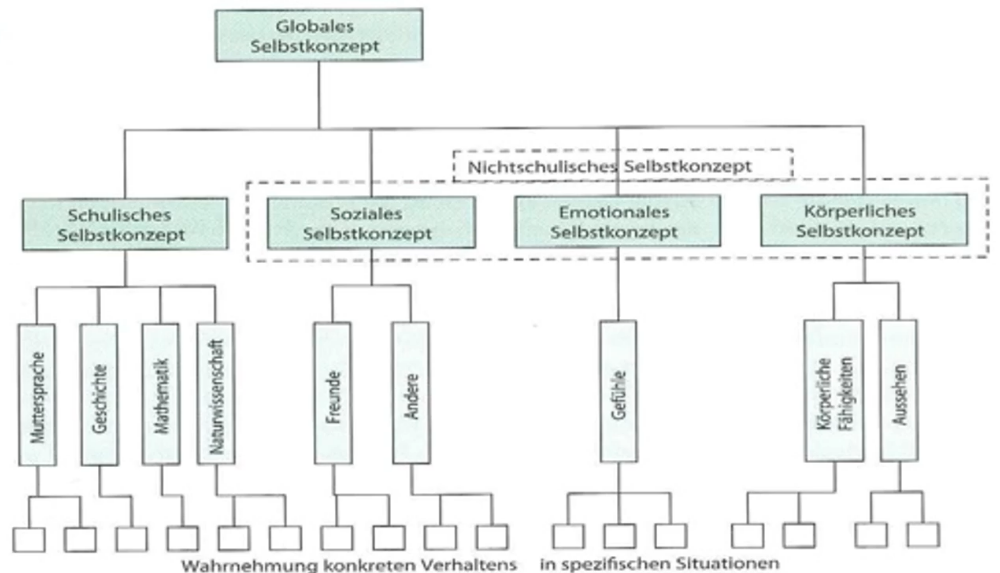 Globales
Selbstkonzept
Nichtschulisches Selbstkonzept
Schulisches
Selbstkonzept
Soziales
Selbstkonzept
Emotionales
Selbstkonzept
Körperliches
Selbstkonzept
Muttersprache
Geschichte
Mathematik
Naturwissenschaft
Freunde
Andere
Gefühle
Körperliche
Fähigkeiten
Aussehen
Wahrnehmung konkreten Verhaltens in spezifischen Situationen